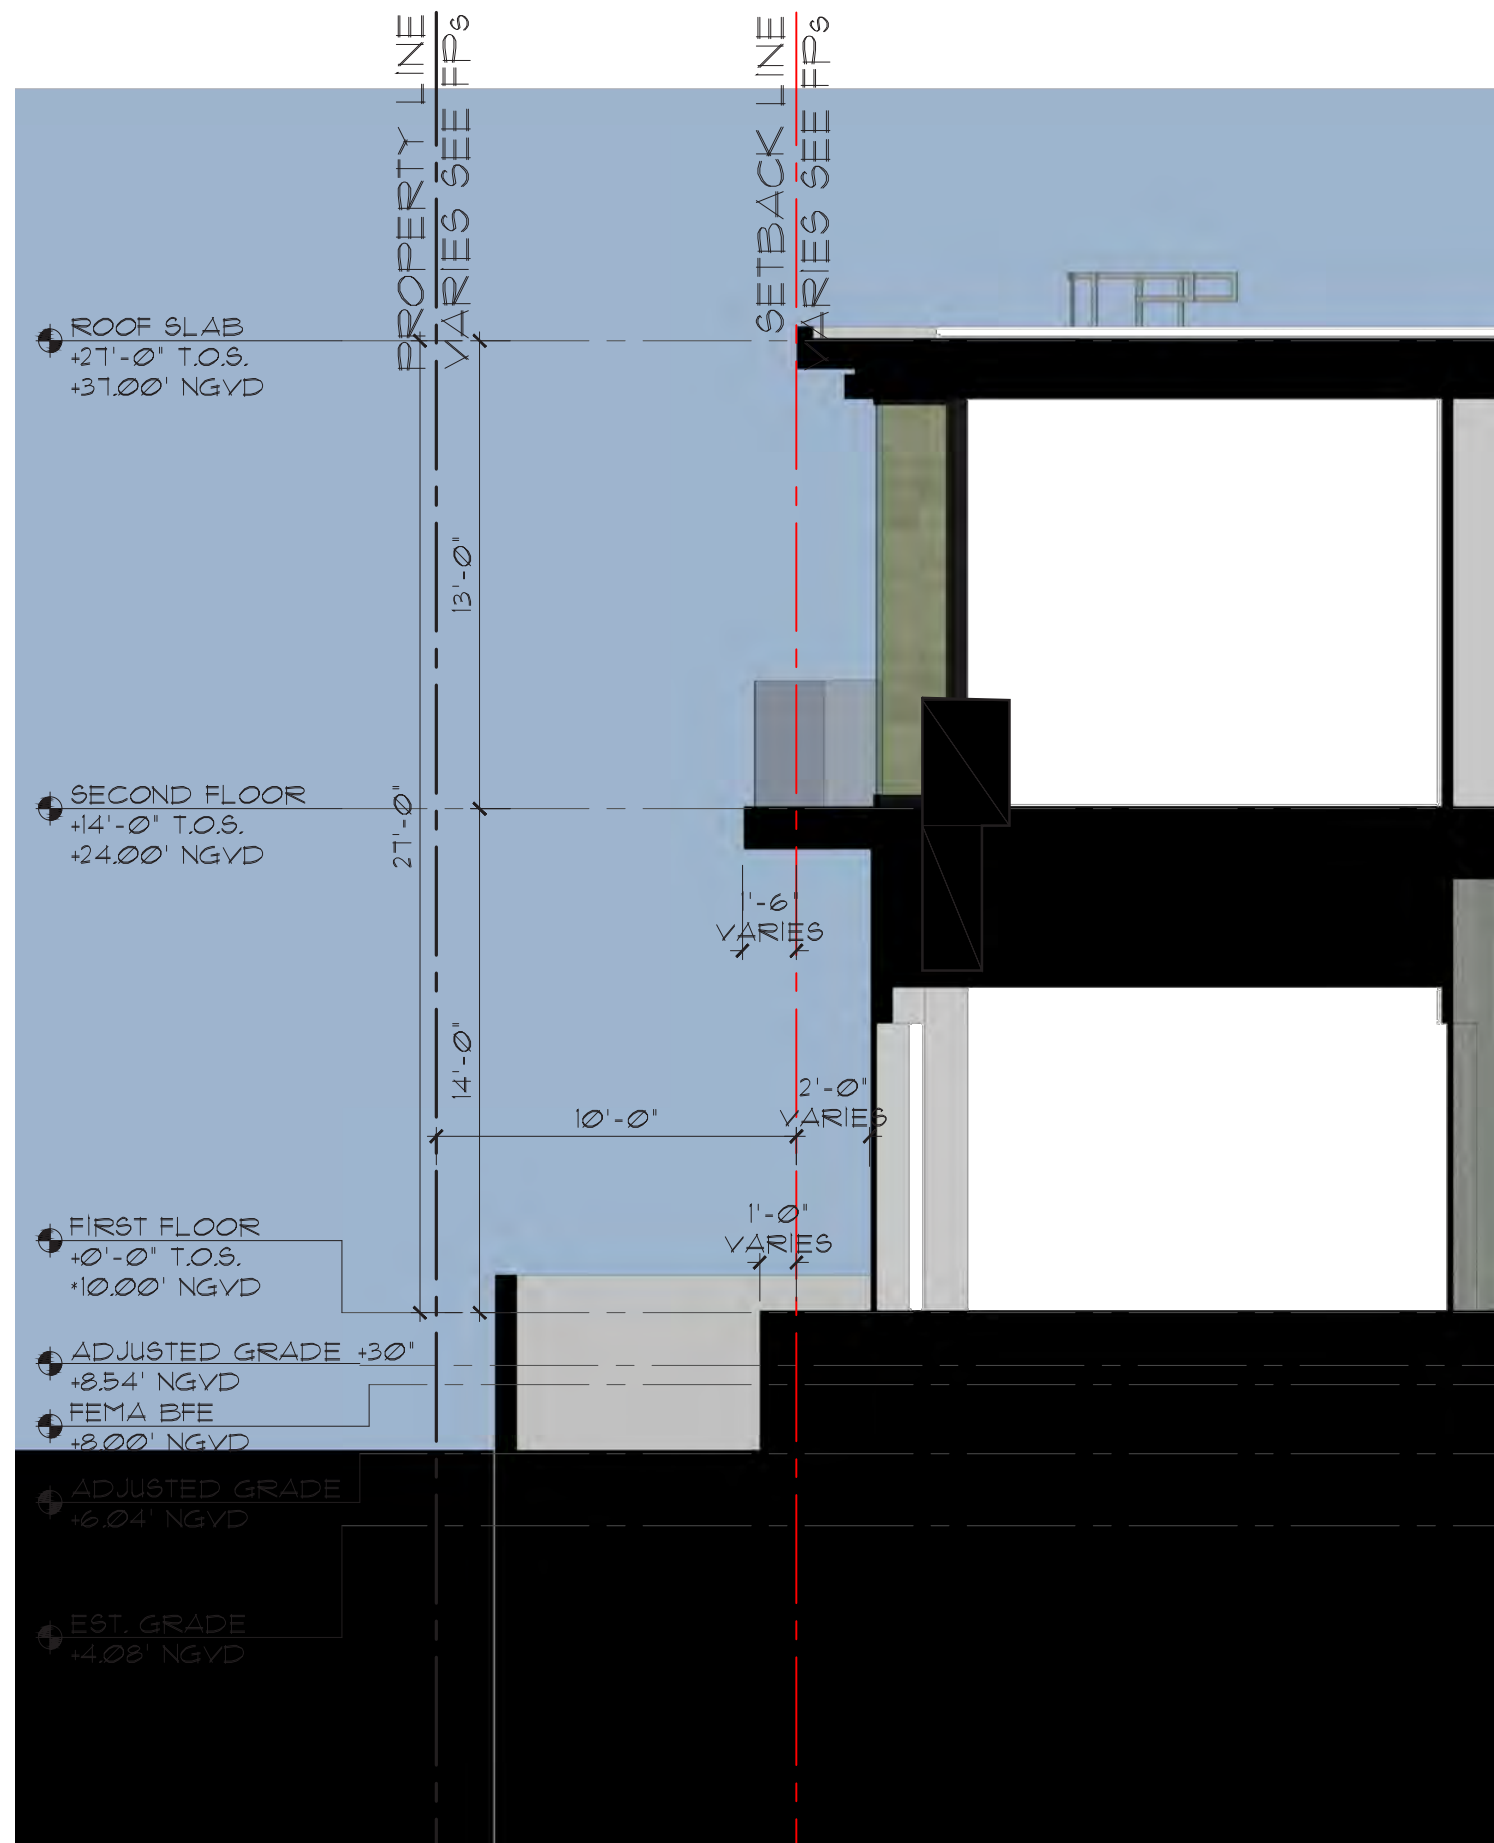 PROPERTY LINE
VARIES SEE FPs
SETBACK LINE
VARIES SEE FPs
ROOF SLAB
+27'-0" T.O.S.
+37.00' NGVD
13'-0"
SECOND FLOOR
+14'-0" T.O.S.
+24.00' NGVD
27'-0"
1'-6"
VARIES
14'-0"
10'-0"
2'-0"
VARIES
1'-0"
VARIES
FIRST FLOOR
+0'-0" T.O.S.
*10.00' NGVD
ADJUSTED GRADE +30"
+8.54' NGVD
FEMA BFE
+8.00' NGVD
ADJUSTED GRADE
+6.04' NGVD
EST. GRADE
+4.08' NGVD